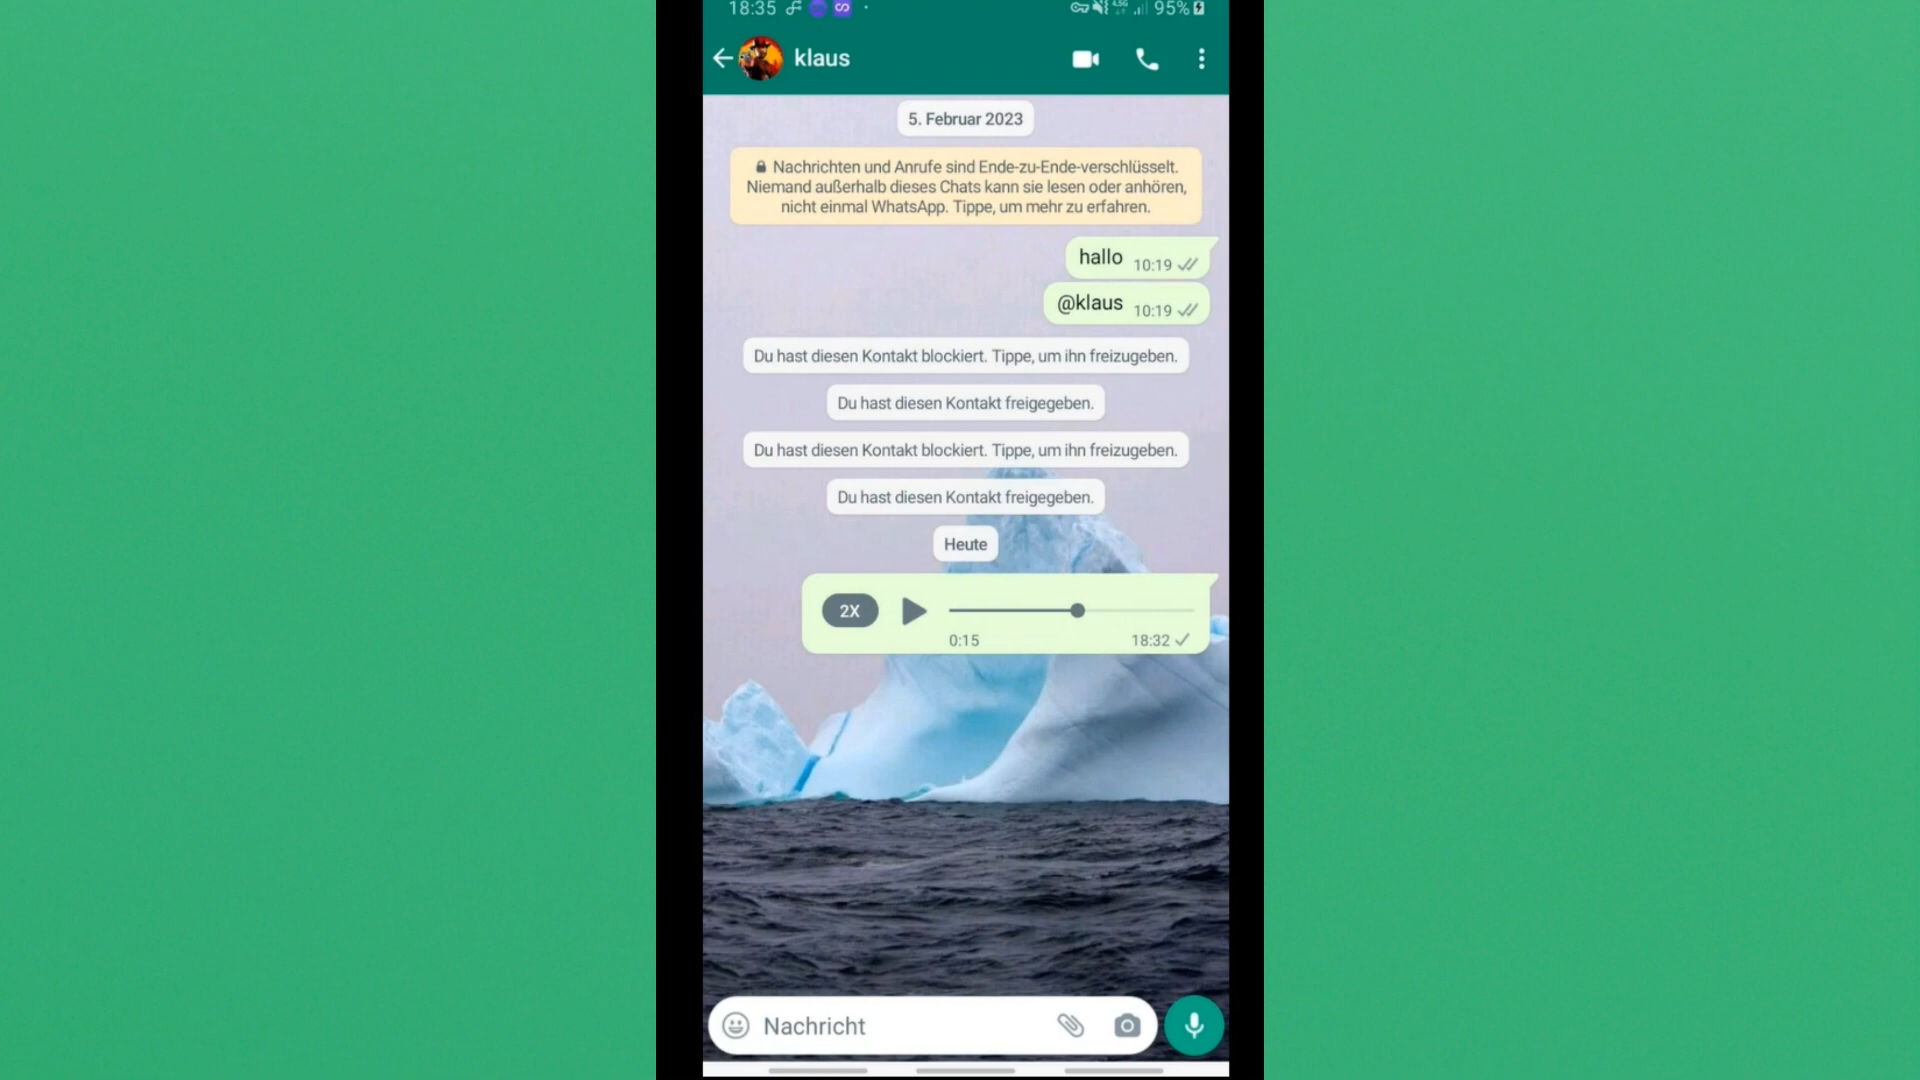 18:35
95%
klaus
5. Februar 2023
Nachrichten und Anrufe sind Ende-zu-Ende-verschlüsselt.
Niemand außerhalb dieses Chats kann sie lesen oder anhören,
nicht einmal WhatsApp. Tippe, um mehr zu erfahren.
hallo 10:19
@klaus 10:19
Du hast diesen Kontakt blockiert. Tippe, um ihn freizugeben.
Du hast diesen Kontakt freigegeben.
Du hast diesen Kontakt blockiert. Tippe, um ihn freizugeben.
Du hast diesen Kontakt freigegeben.
Heute
2X
0:15 18:32
Nachricht